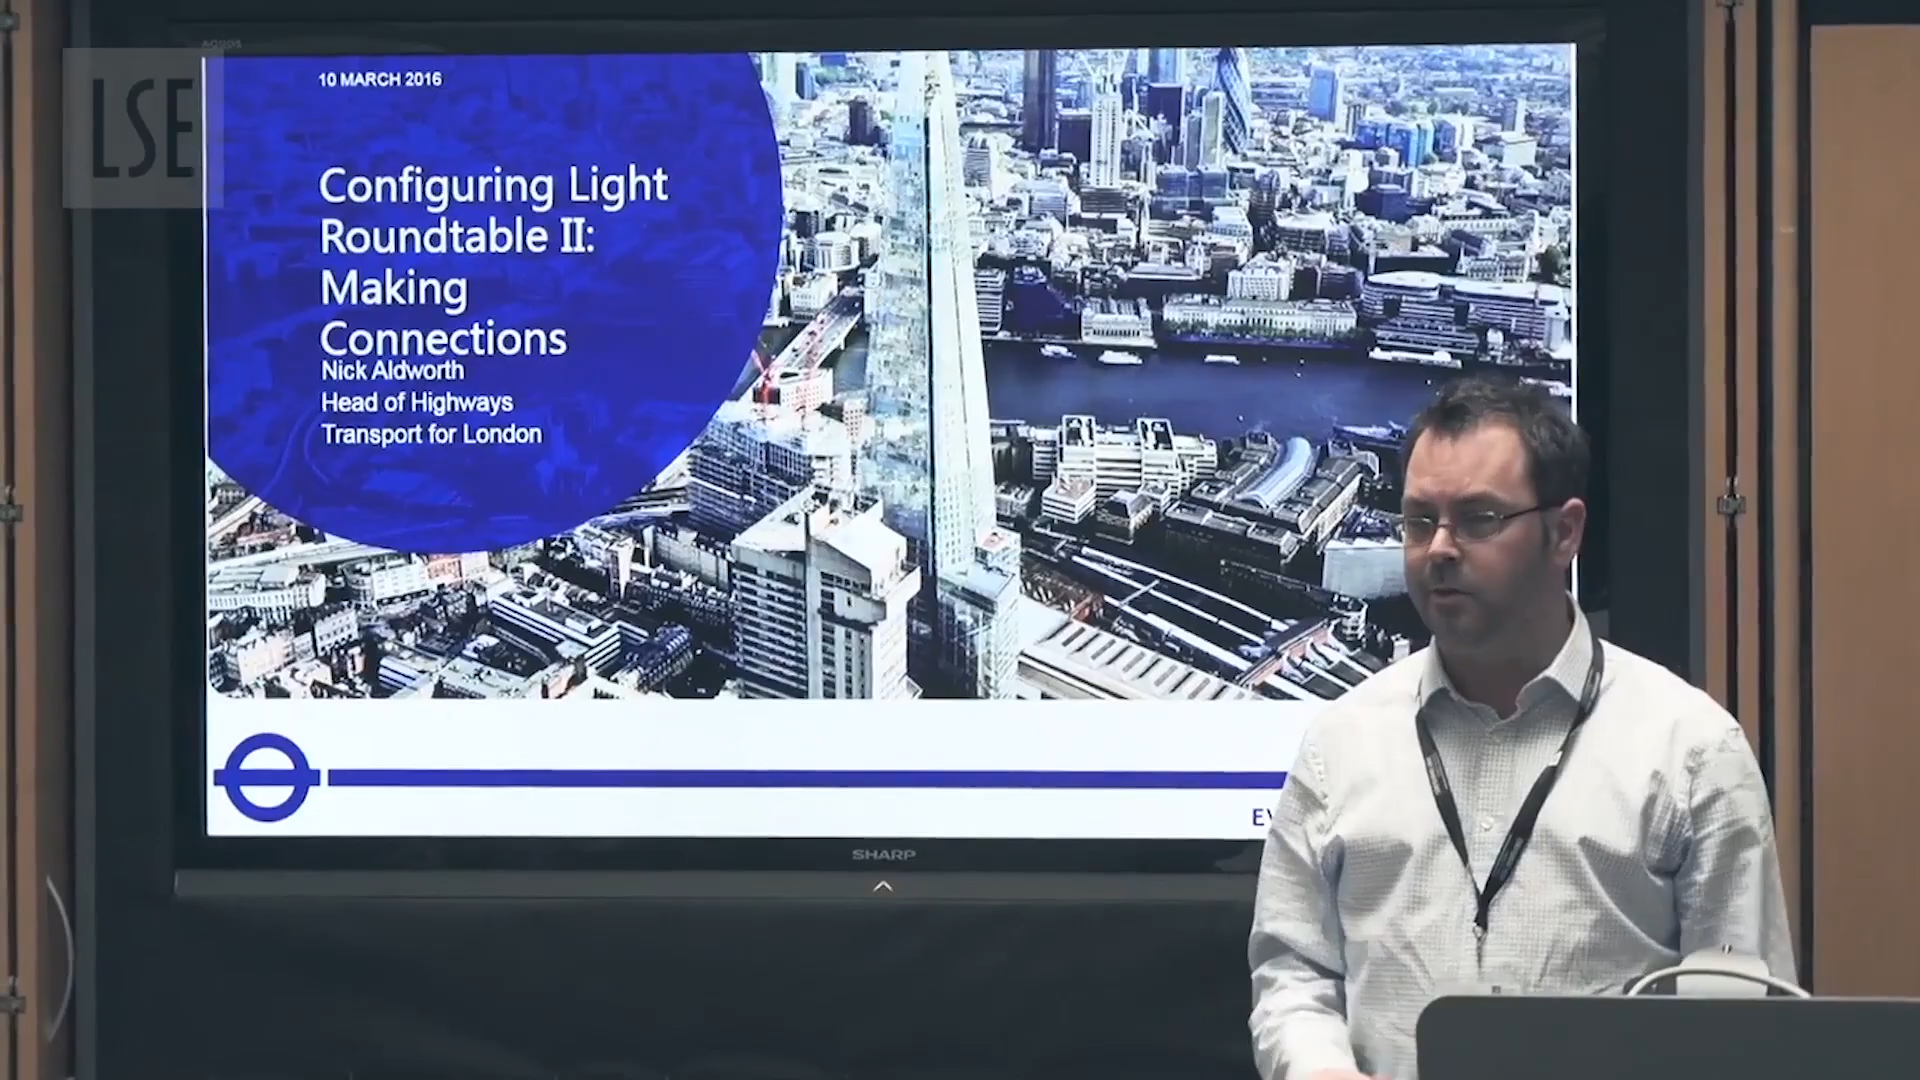 LSE
10 MARCH 2016
Configuring Light
Roundtable II:
Making
Connections
Nick Aldworth
Head of Highways
Transport for London
SHARP